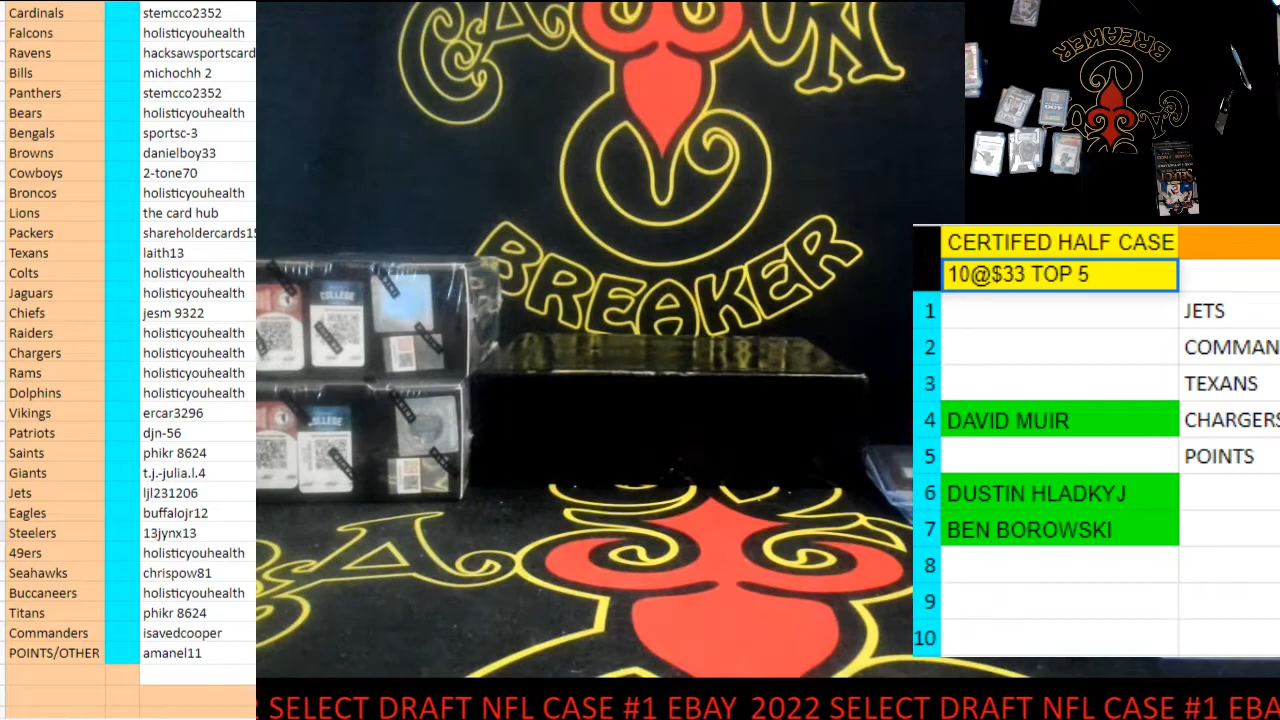 Cardinals stemcco2352
Falcons holisticyouhealth
Ravens hacksawsportscard
Bills michochh 2
Panthers stemcco2352
Bears holisticyouhealth
Bengals sportsc-3
Browns danielboy33
Cowboys 2-tone70
Broncos holisticyouhealth
Lions the card hub
Packers shareholdercards15
Texans laith13
Colts holisticyouhealth
Jaguars holisticyouhealth
Chiefs jesm 9322
Raiders holisticyouhealth
Chargers holisticyouhealth
Rams holisticyouhealth
Dolphins holisticyouhealth
Vikings ercar3296
Patriots djn-56
Saints phikr 8624
Giants t.j.-julia.l.4
Jets ljl231206
Eagles buffalojr12
Steelers 13jynx13
49ers holisticyouhealth
Seahawks chrispow81
Buccaneers holisticyouhealth
Titans phikr 8624
Commanders isavedcooper
POINTS/OTHER amanel11
BREAKER
COLLEGE
COLLEGE
BREAKER
SELECT
CERTIFED HALF CASE
10@$33 TOP 5
1 JETS
2 COMMAN
3 TEXANS
4 DAVID MUIR CHARGERS
5 POINTS
6 DUSTIN HLADKYJ
7 BEN BOROWSKI
8
9
10
2 SELECT DRAFT NFL CASE #1 EBAY 2022 SELECT DRAFT NFL CASE #1 EBA